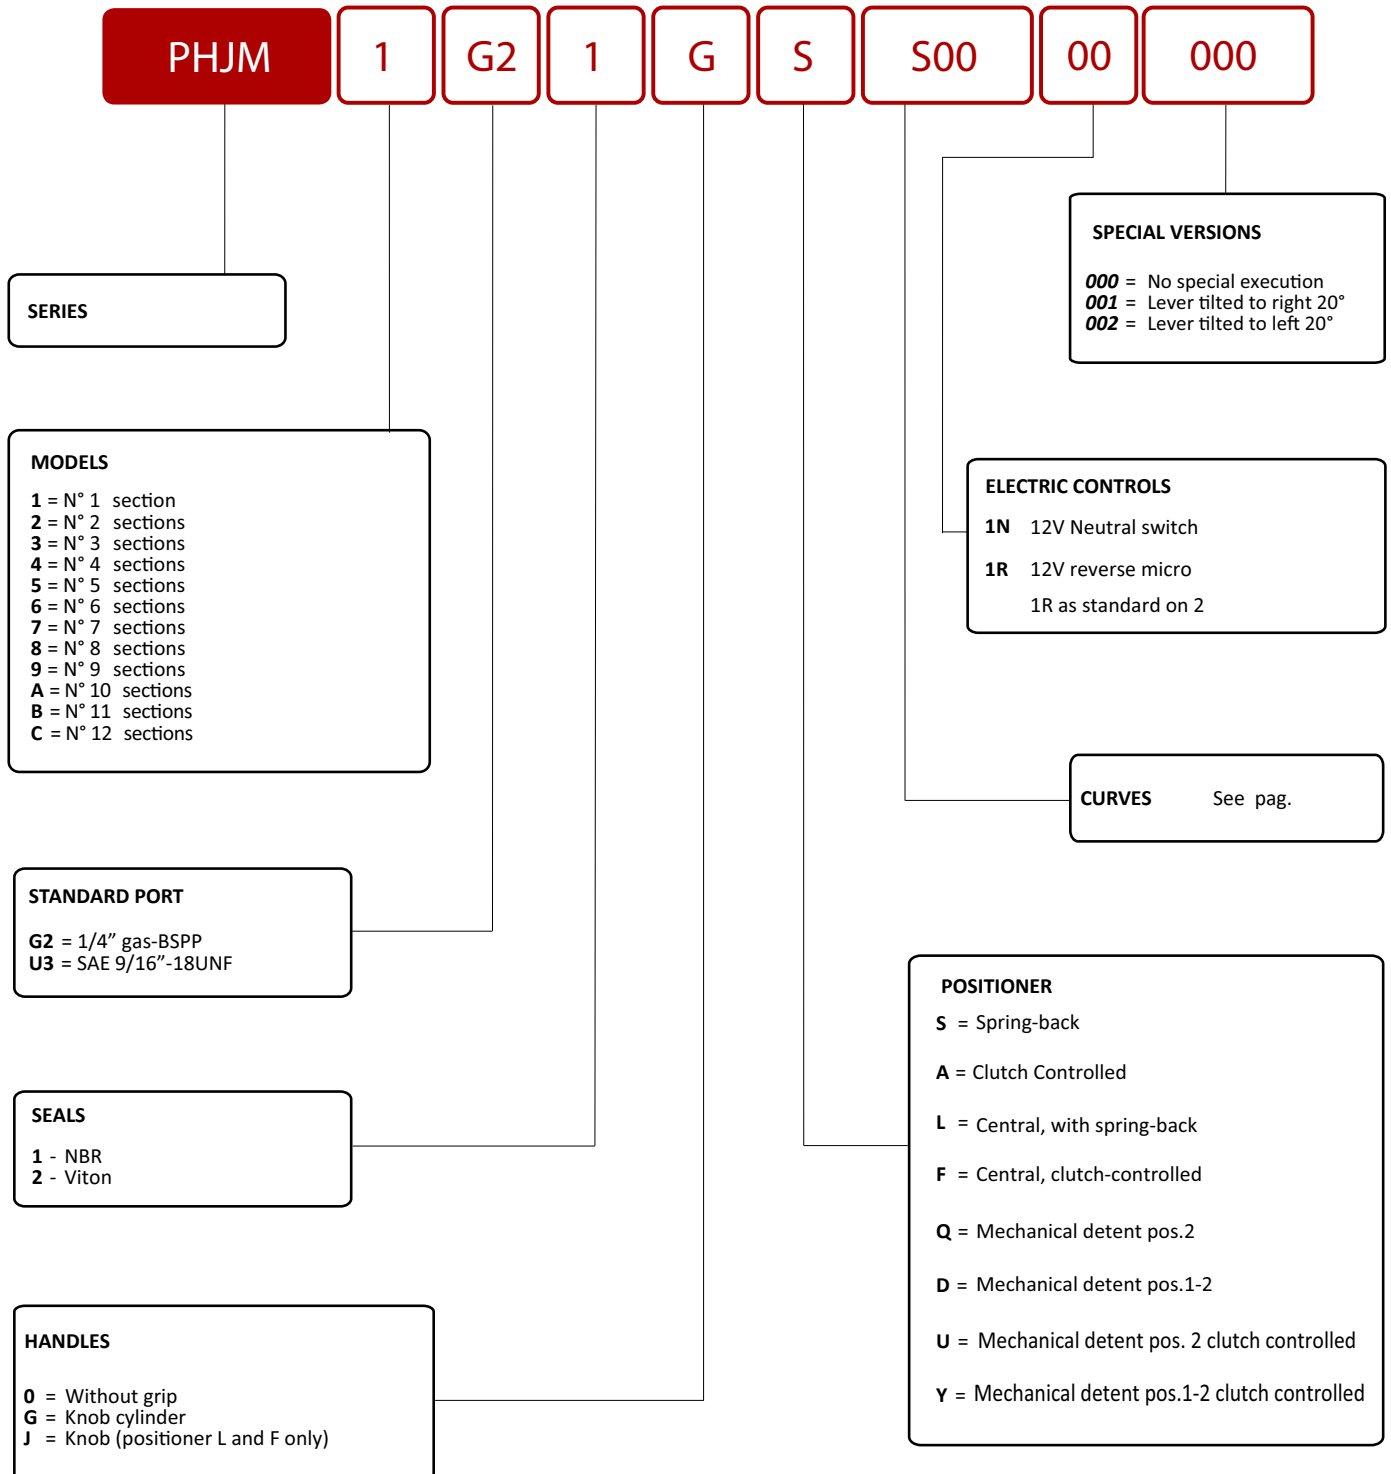 PHJM 1 G2 1 G S S00 00 000
SERIES
MODELS
1 = N° 1 section
2 = N° 2 sections
3 = N° 3 sections
4 = N° 4 sections
5 = N° 5 sections
6 = N° 6 sections
7 = N° 7 sections
8 = N° 8 sections
9 = N° 9 sections
A = N° 10 sections
B = N° 11 sections
C = N° 12 sections
STANDARD PORT
G2 = 1/4” gas-BSPP
U3 = SAE 9/16”-18UNF
SEALS
1 - NBR
2 - Viton
HANDLES
0 = Without grip
G = Knob cylinder
J = Knob (positioner L and F only)
SPECIAL VERSIONS
000 = No special execution
001 = Lever tilted to right 20°
002 = Lever tilted to left 20°
ELECTRIC CONTROLS
1N 12V Neutral switch
1R 12V reverse micro
1R as standard on 2
CURVES See pag.
POSITIONER
S = Spring-back
A = Clutch Controlled
L = Central, with spring-back
F = Central, clutch-controlled
Q = Mechanical detent pos.2
D = Mechanical detent pos.1-2
U = Mechanical detent pos. 2 clutch controlled
Y = Mechanical detent pos.1-2 clutch controlled